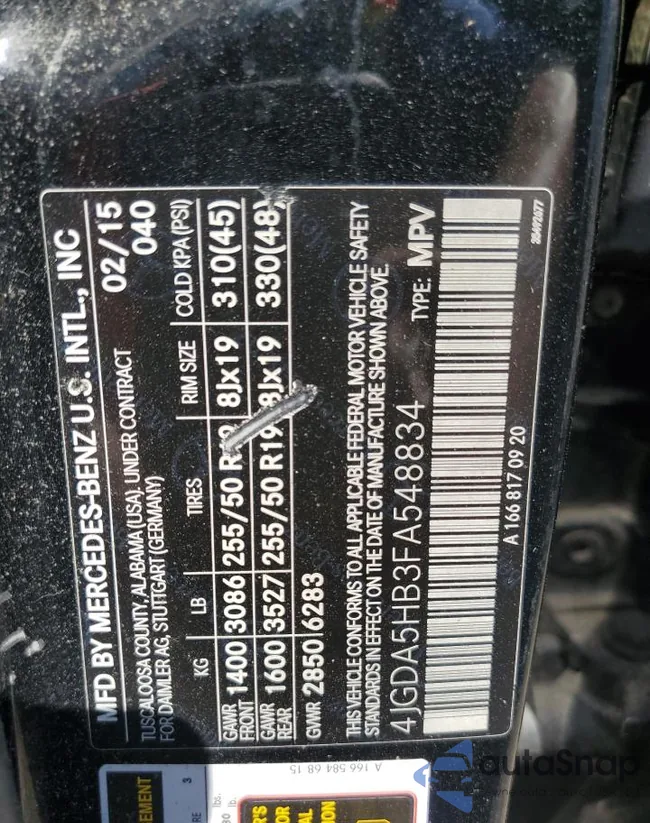 MFD BY MERCEDES-BENZ U.S. INTL., INC
TUSCALOOSA COUNTY, ALABAMA (USA), UNDER CONTRACT 02/15
FOR DAIMLER AG, STUTTGART (GERMANY) 040
KG LB TIRES RIM SIZE COLD KPA (PSI)
GAWR FRONT 1400 3086 255/50 R19 8Jx19 310(45)
GAWR REAR 1600 3527 255/50 R19 8Jx19 330(48)
GVWR 2850 6283
THIS VEHICLE CONFORMS TO ALL APPLICABLE FEDERAL MOTOR VEHICLE SAFETY
STANDARDS IN EFFECT ON THE DATE OF MANUFACTURE SHOWN ABOVE.
4JGDA5HB3FA548834 TYPE: MPV
A 166 817 09 20 20492677
A 166 584 68 15
autoSnap